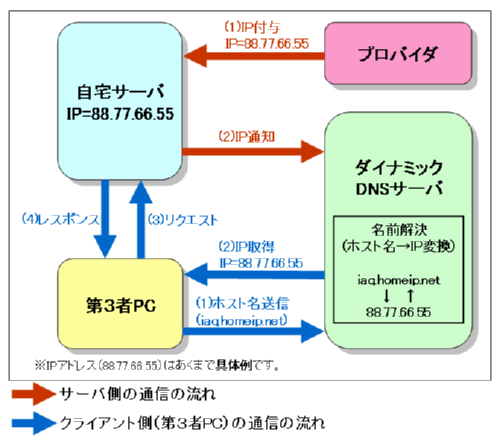 (1)IP付与
IP=88.77.66.55
プロバイダ
自宅サーバ
IP=88.77.66.55
(2)IP通知
ダイナミック
DNSサーバ
(4)レスポンス
(3)リクエスト
名前解決
(ホスト名→IP変換)
(2)IP取得
IP=88.77.66.55
iaq.homeip.net
↓ ↑
88.77.66.55
第3者PC
(1)ホスト名送信
(iaq.homeip.net)
※IPアドレス(88.77.66.55)はあくまで具体例です。
サーバ側の通信の流れ
クライアント側(第3者PC)の通信の流れ